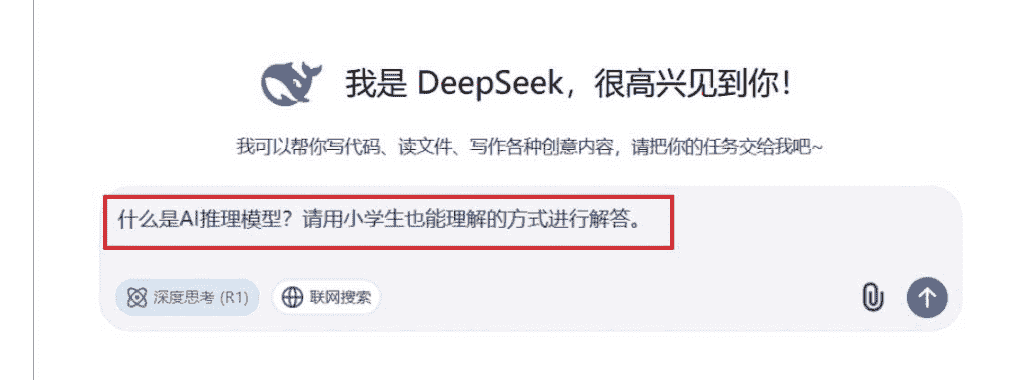 我是 DeepSeek，很高兴见到你！
我可以帮你写代码、读文件、写作各种创意内容，请把你的任务交给我吧~
什么是AI推理模型？请用小学生也能理解的方式进行解答。
深度思考 (R1) 联网搜索